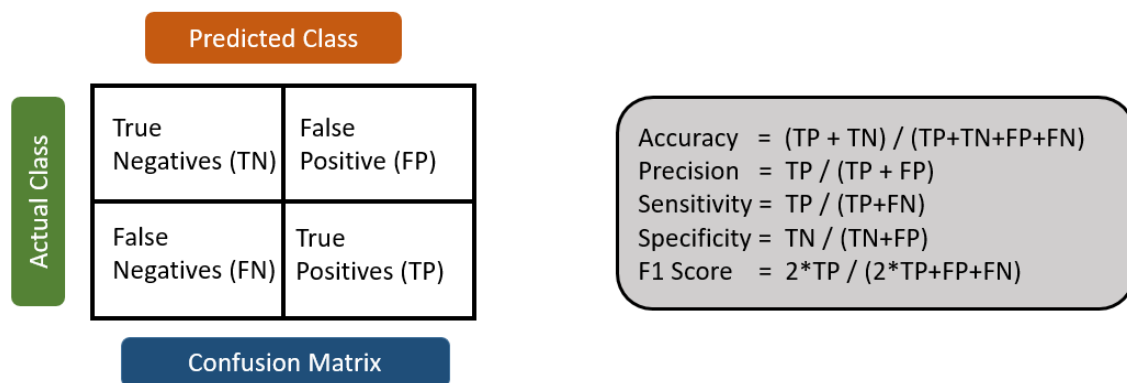 Predicted Class
Actual Class
True
Negatives (TN)
False
Positive (FP)
False
Negatives (FN)
True
Positives (TP)
Confusion Matrix
Accuracy = (TP + TN) / (TP+TN+FP+FN)
Precision = TP / (TP + FP)
Sensitivity = TP / (TP+FN)
Specificity = TN / (TN+FP)
F1 Score = 2*TP / (2*TP+FP+FN)